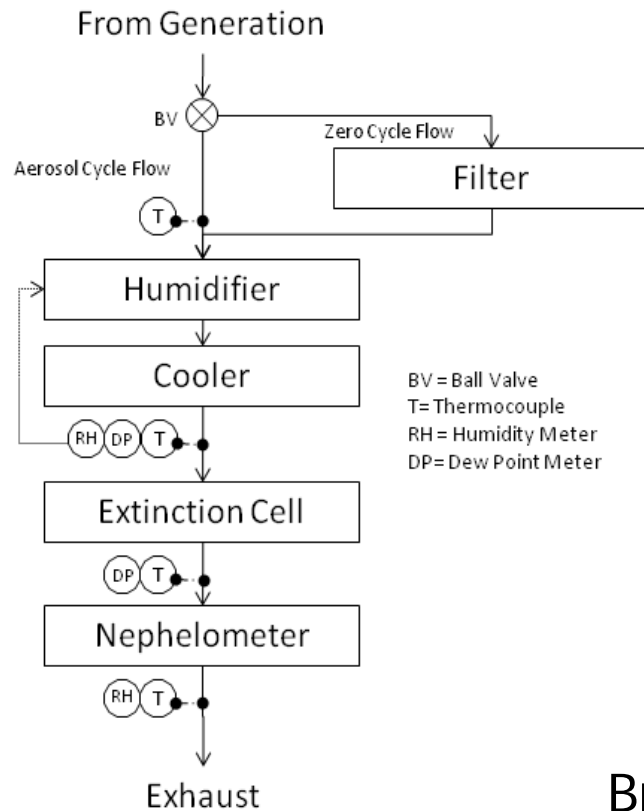 From Generation
BV
Zero Cycle Flow
Aerosol Cycle Flow
Filter
T
Humidifier
Cooler
BV = Ball Valve
T= Thermocouple
RH = Humidity Meter
DP= Dew Point Meter
RH DP T
Extinction Cell
DP T
Nephelometer
RH T
Exhaust